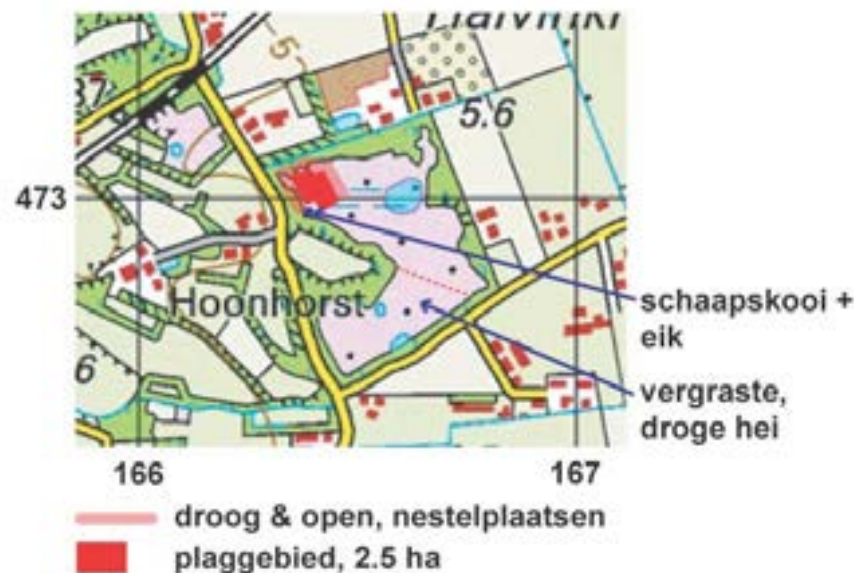 5
5.6
473
Hoonhorst
6
schaapskooi +
eik
vergraste,
droge hei
166
167
droog & open, nestelplaatsen
plaggebied, 2.5 ha